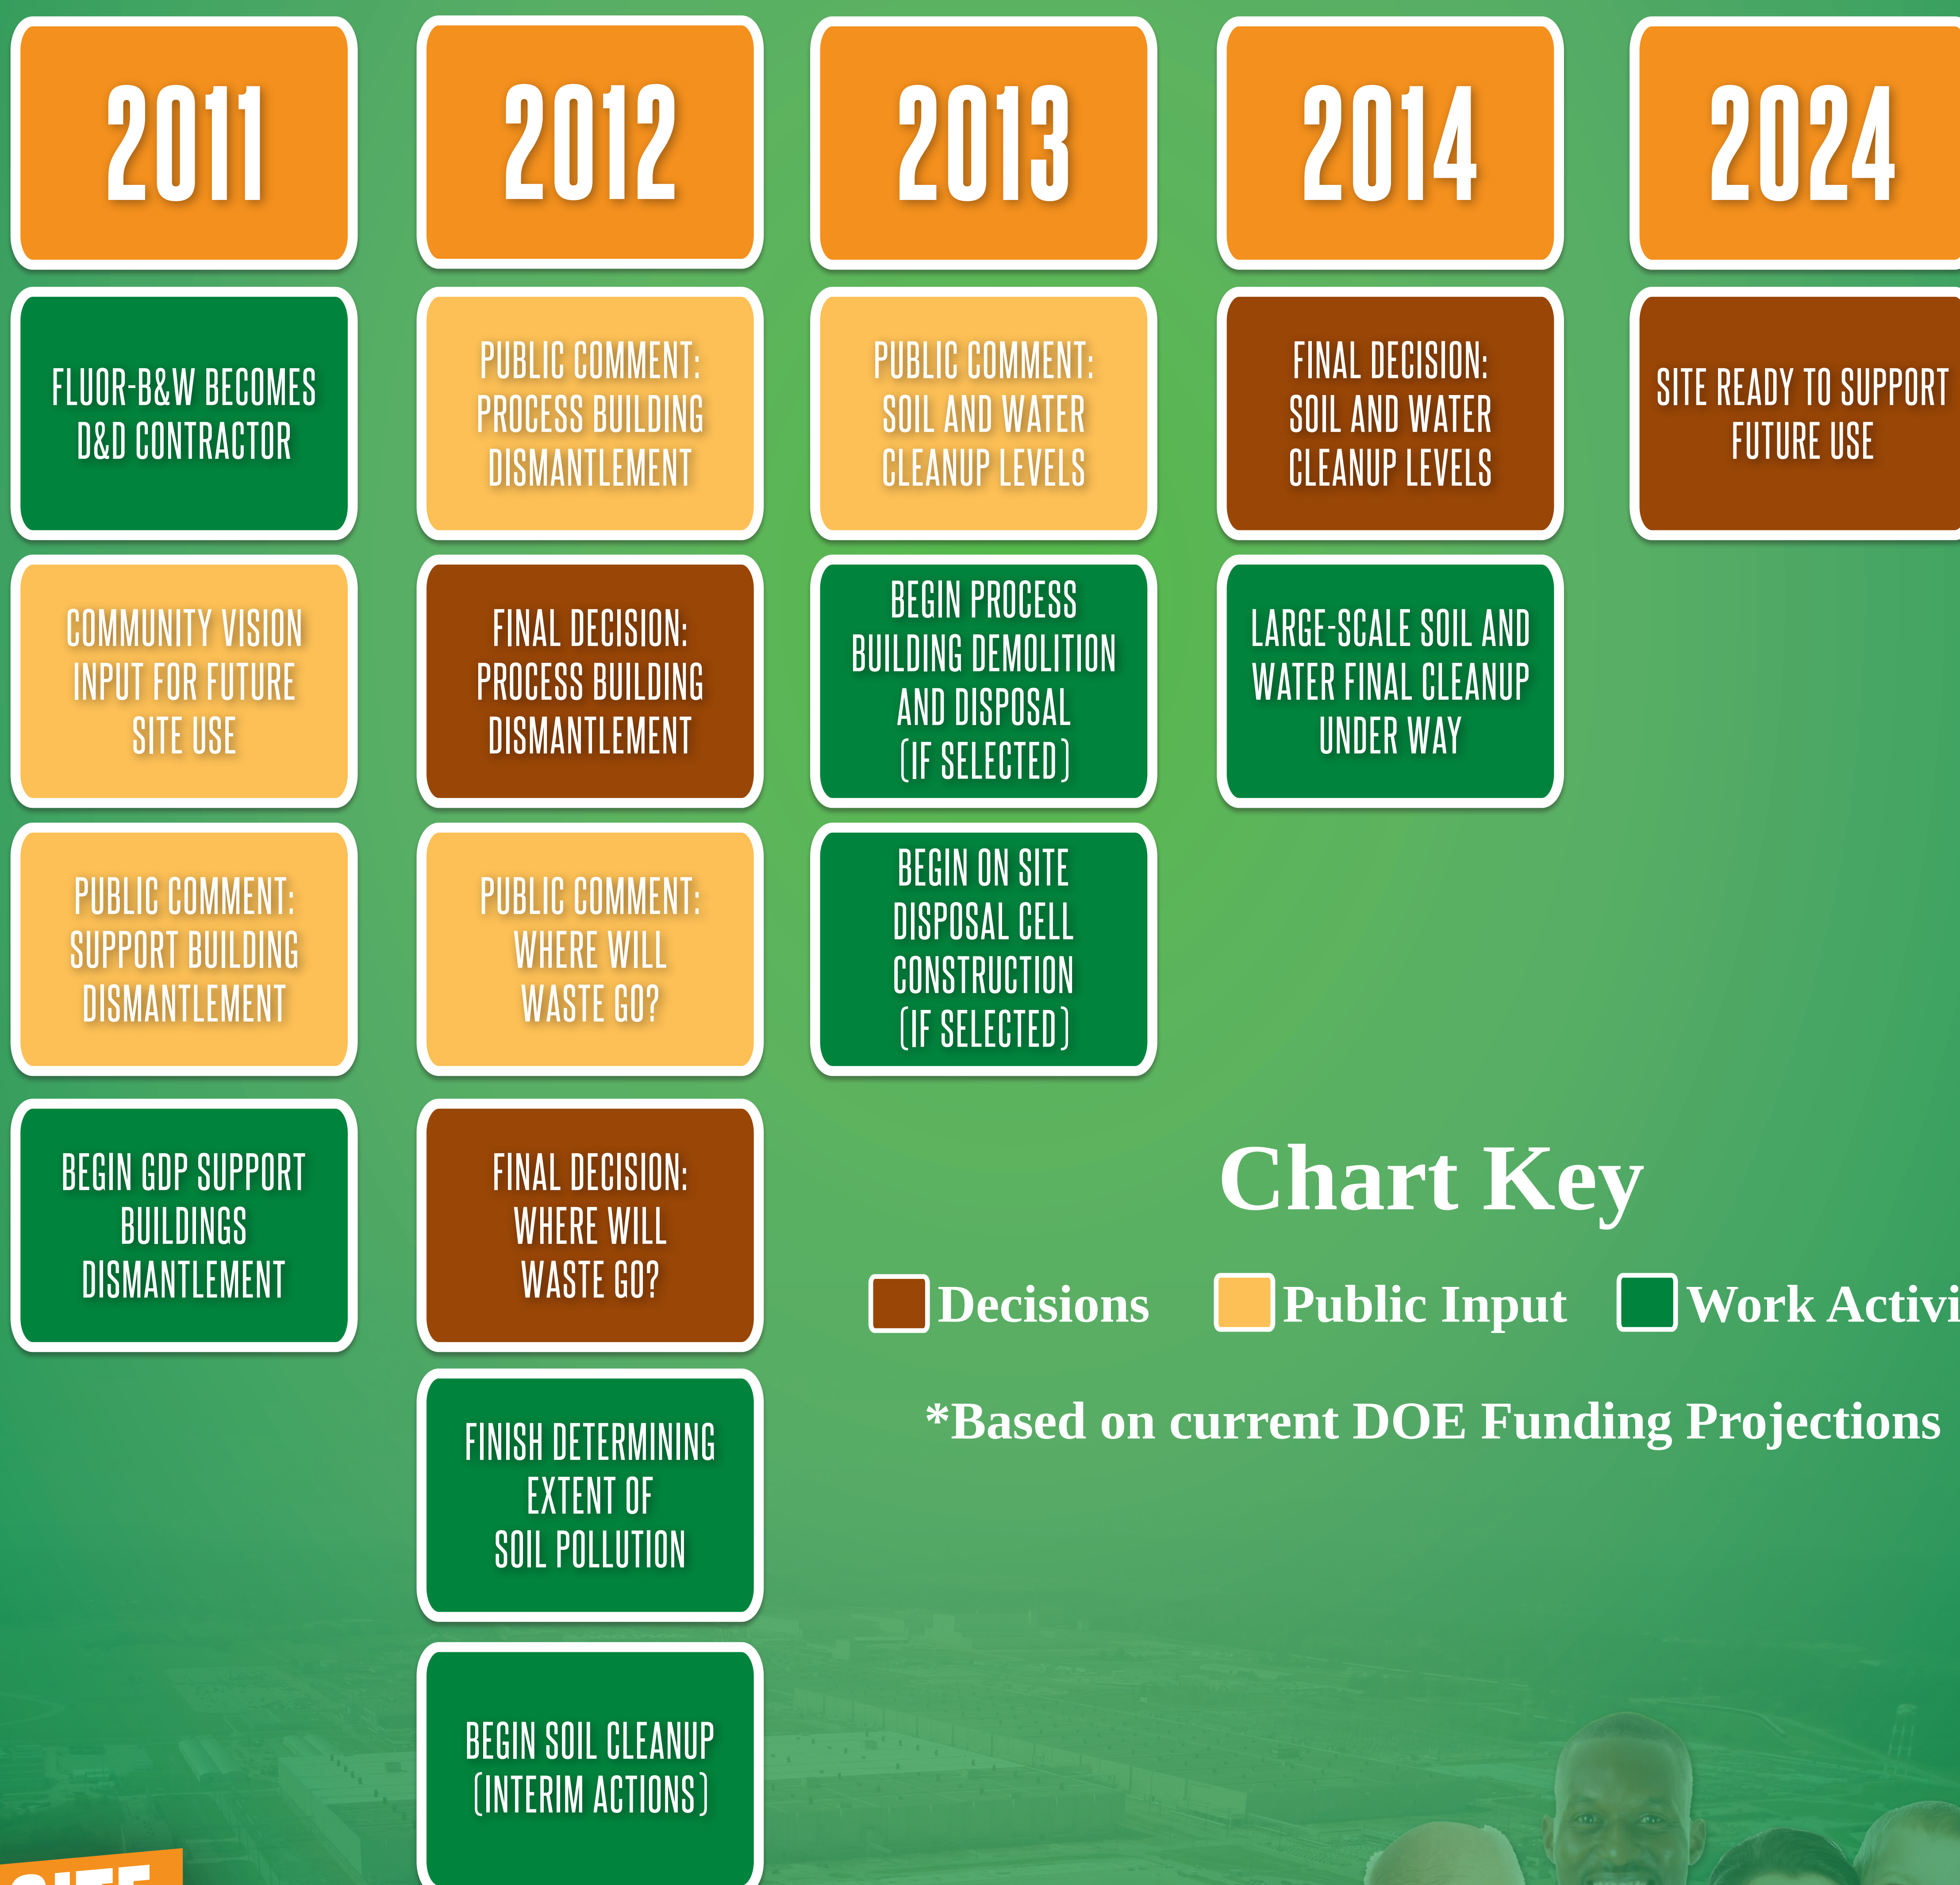 2011
2012
2013
2014
2024
FLUOR-B&W BECOMES
D&D CONTRACTOR
COMMUNITY VISION
INPUT FOR FUTURE
SITE USE
PUBLIC COMMENT:
SUPPORT BUILDING
DISMANTLEMENT
BEGIN GDP SUPPORT
BUILDINGS
DISMANTLEMENT
PUBLIC COMMENT:
PROCESS BUILDING
DISMANTLEMENT
FINAL DECISION:
PROCESS BUILDING
DISMANTLEMENT
PUBLIC COMMENT:
WHERE WILL
WASTE GO?
FINAL DECISION:
WHERE WILL
WASTE GO?
FINISH DETERMINING
EXTENT OF
SOIL POLLUTION
BEGIN SOIL CLEANUP
(INTERIM ACTIONS)
PUBLIC COMMENT:
SOIL AND WATER
CLEANUP LEVELS
BEGIN PROCESS
BUILDING DEMOLITION
AND DISPOSAL
(IF SELECTED)
BEGIN ON SITE
DISPOSAL CELL
CONSTRUCTION
(IF SELECTED)
FINAL DECISION:
SOIL AND WATER
CLEANUP LEVELS
LARGE-SCALE SOIL AND
WATER FINAL CLEANUP
UNDER WAY
SITE READY TO SUPPORT
FUTURE USE
Chart Key
Decisions
Public Input
Work Activi
*Based on current DOE Funding Projections